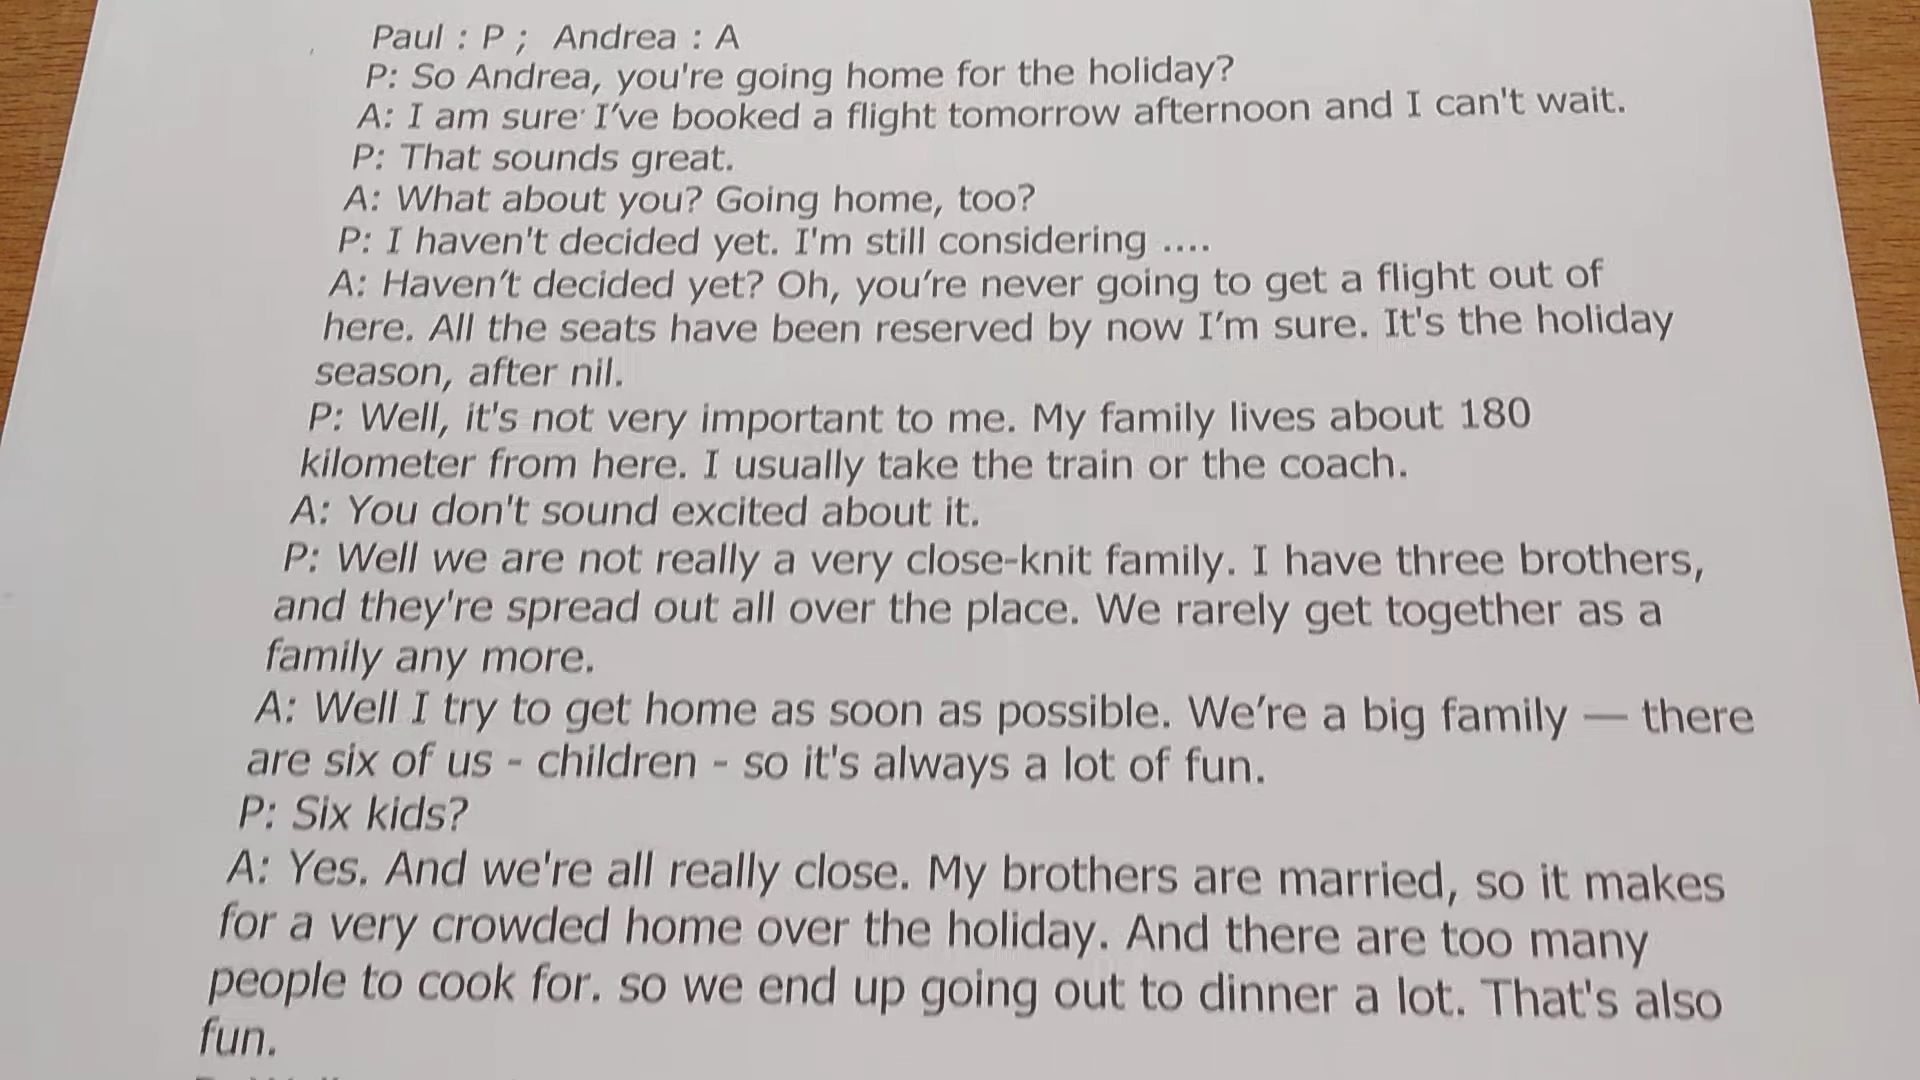 Paul : P ; Andrea : A
P: So Andrea, you're going home for the holiday?
A: I am sure I've booked a flight tomorrow afternoon and I can't wait.
P: That sounds great.
A: What about you? Going home, too?
P: I haven't decided yet. I'm still considering ....
A: Haven't decided yet? Oh, you're never going to get a flight out of
here. All the seats have been reserved by now I'm sure. It's the holiday
season, after nil.
P: Well, it's not very important to me. My family lives about 180
kilometer from here. I usually take the train or the coach.
A: You don't sound excited about it.
P: Well we are not really a very close-knit family. I have three brothers,
and they're spread out all over the place. We rarely get together as a
family any more.
A: Well I try to get home as soon as possible. We're a big family — there
are six of us - children - so it's always a lot of fun.
P: Six kids?
A: Yes. And we're all really close. My brothers are married, so it makes
for a very crowded home over the holiday. And there are too many
people to cook for. so we end up going out to dinner a lot. That's also
fun.